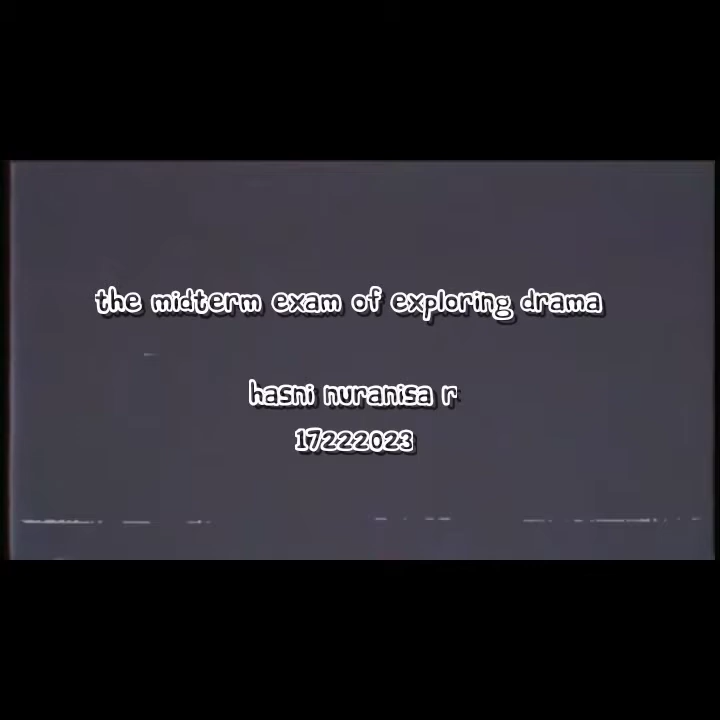 the midterm exam of exploring drama
hasni nuranisa r
17222023